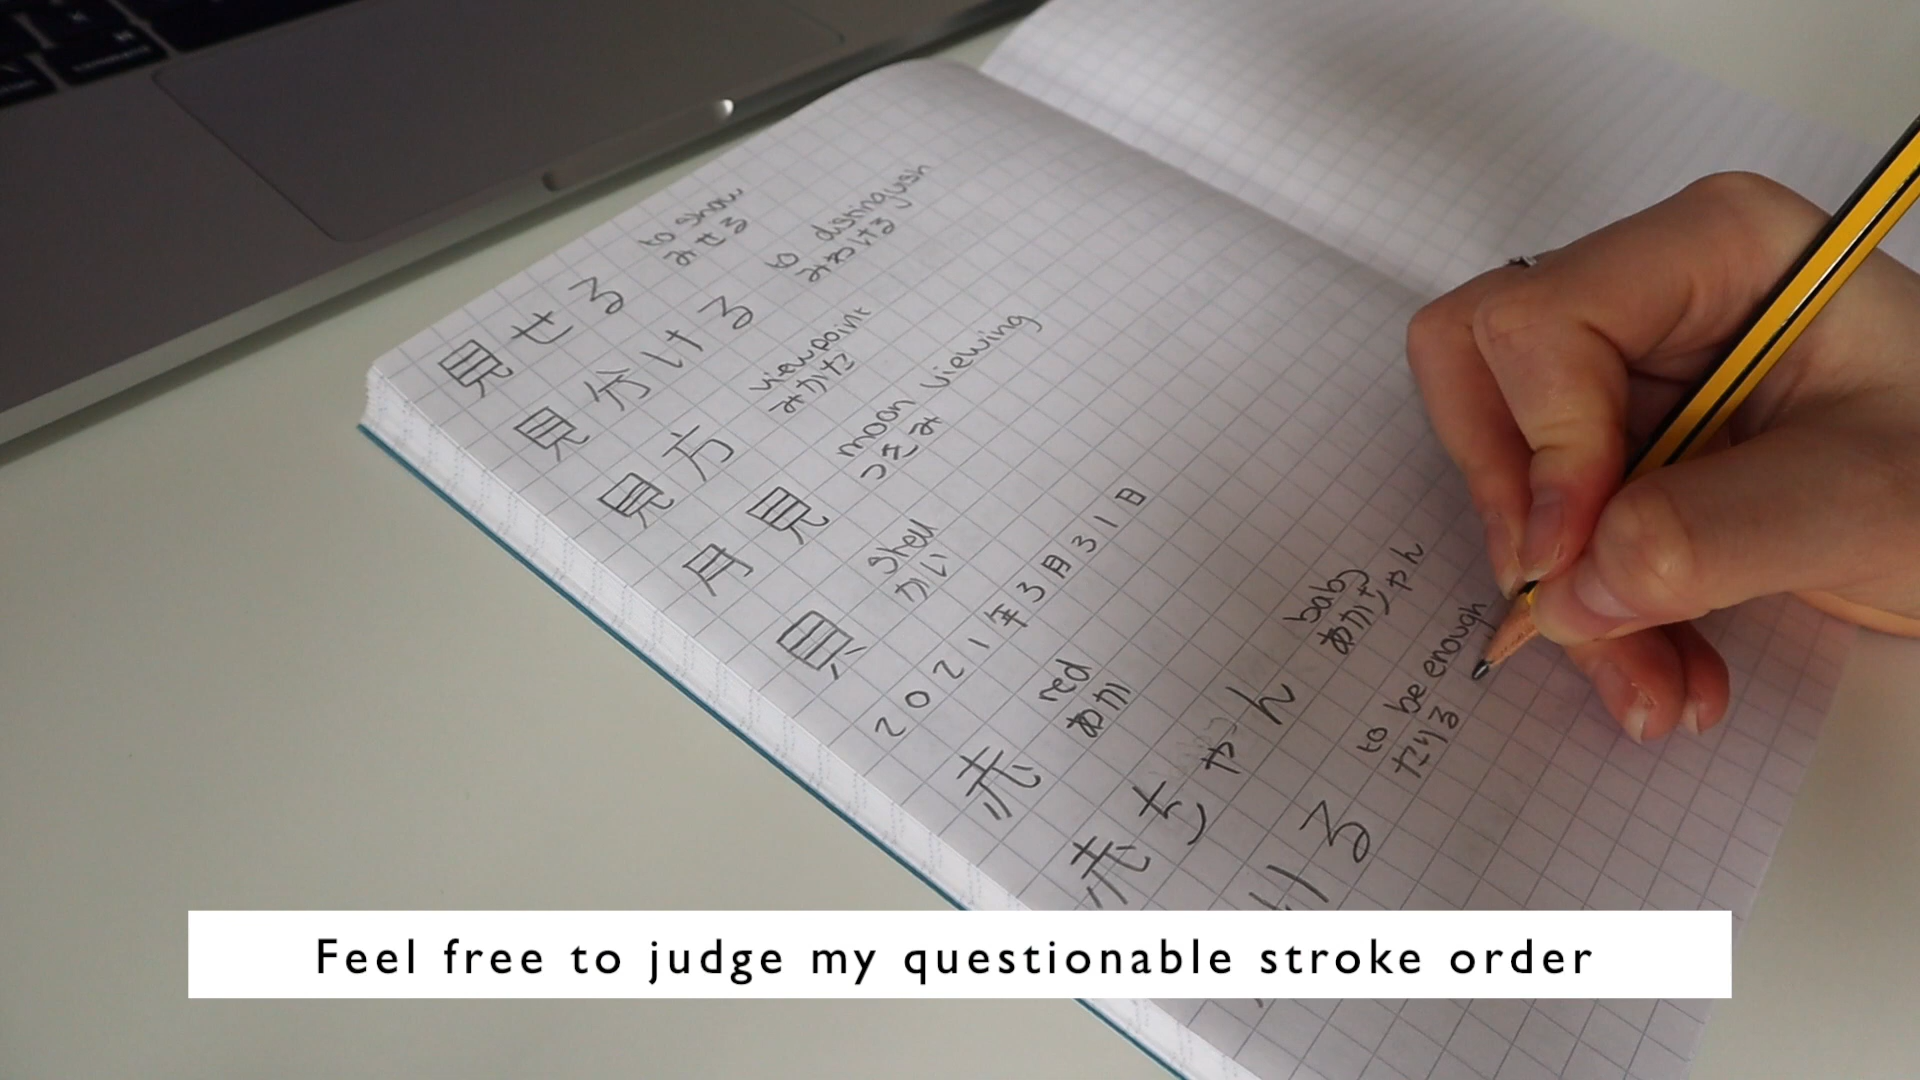 見せる
to show
みせる
見分ける
to distinguish
みわける
見方
viewpoint
みかた
月見
moon viewing
つきみ
貝
shell
かい
2021年3月31日
赤
red
あか
赤ちゃん
baby
あかちゃん
りる
to be enough
たりる
Feel free to judge my questionable stroke order